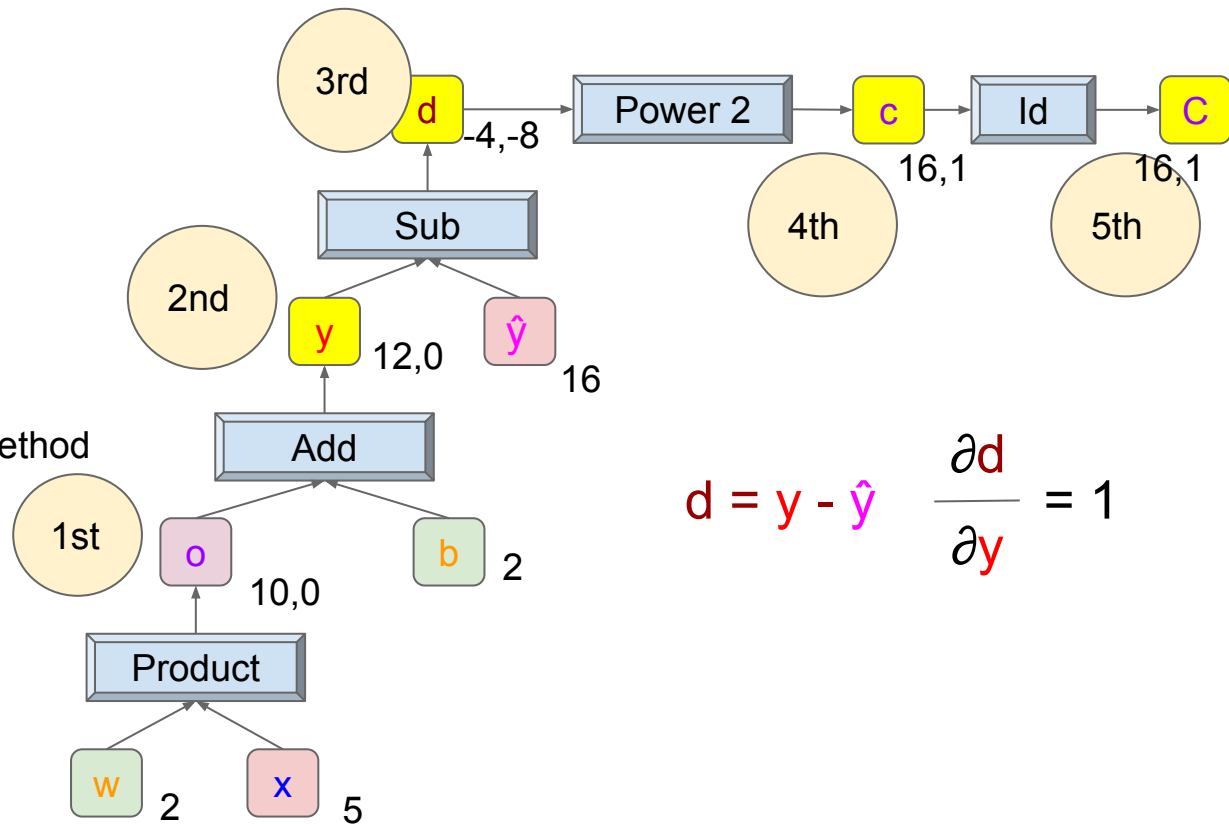 3rd
d
-4,-8
Power 2
c
16,1
Id
C
16,1
Sub
4th
5th
2nd
y
12,0
ŷ
16
ethod
Add
1st
o
10,0
b
2
d = y - ŷ ∂d/∂y = 1
Product
w
2
x
5